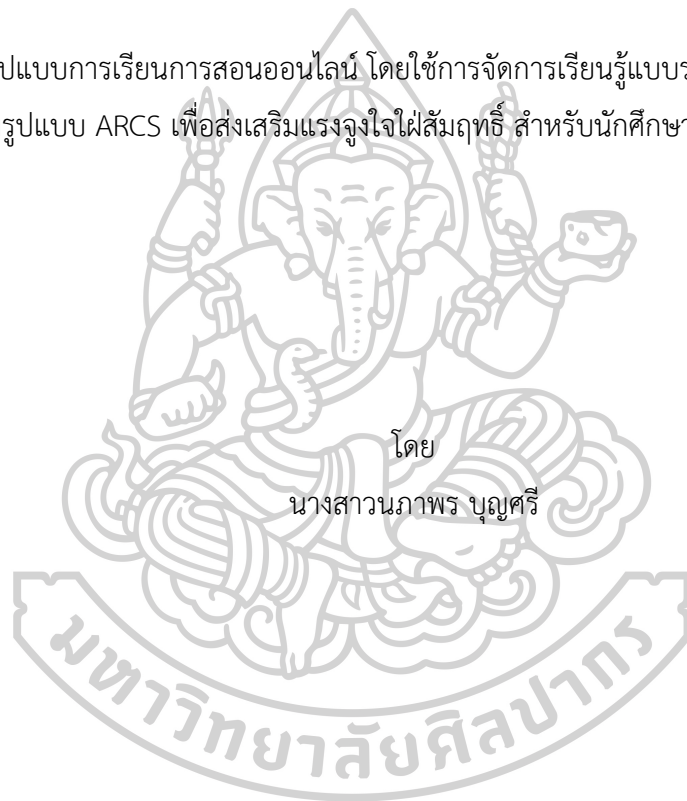 ปแบบการเรียนการสอนออนไลน์ โดยใช้การจัดการเรียนรู้แบบร
รูปแบบ ARCS เพื่อส่งเสริมแรงจูงใจใฝ่สัมฤทธิ์ สำหรับนักศึกษา
โดย
นางสาวนภาพร บุญศรี
มหาวิทยาลัยศิลปากร